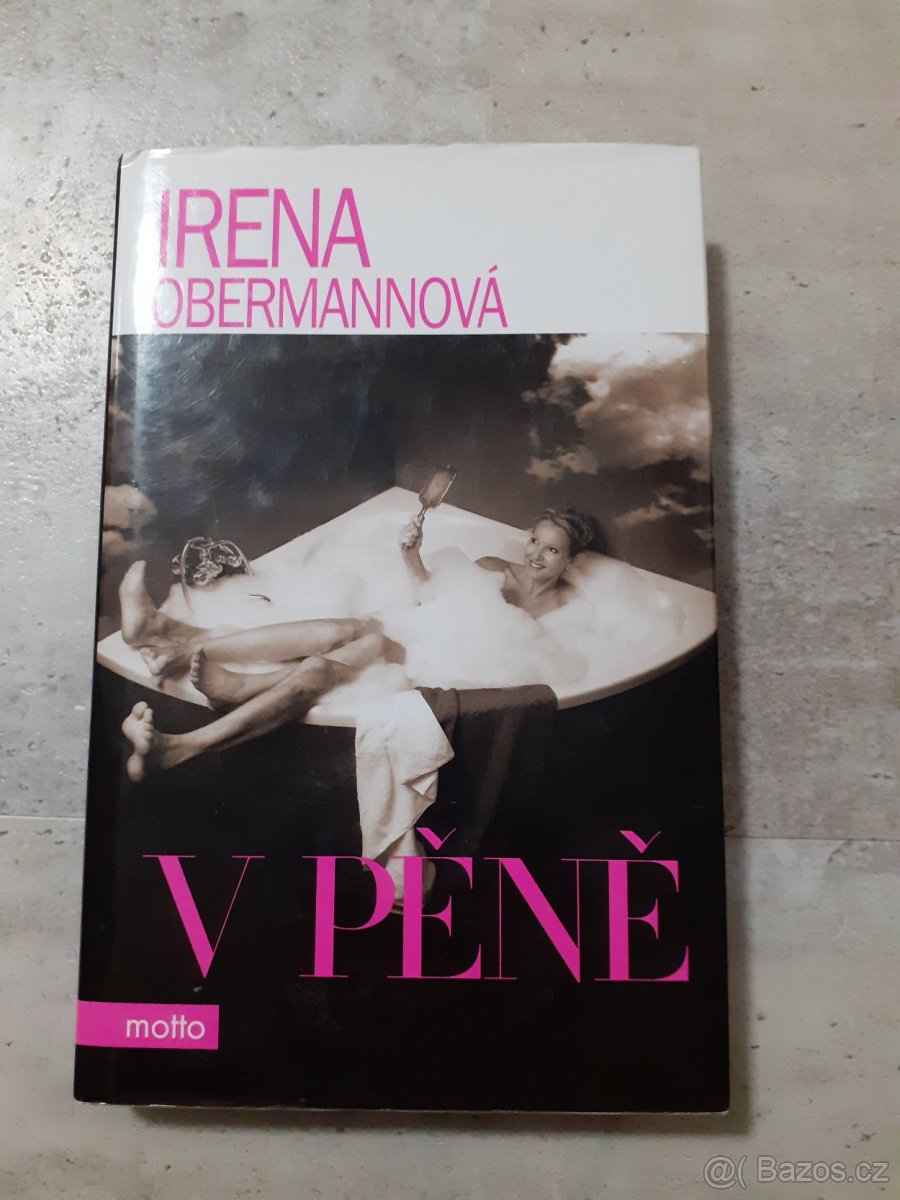 IRENA
OBERMANNOVÁ
V PĚNĚ
motto
@( Bazos.cz